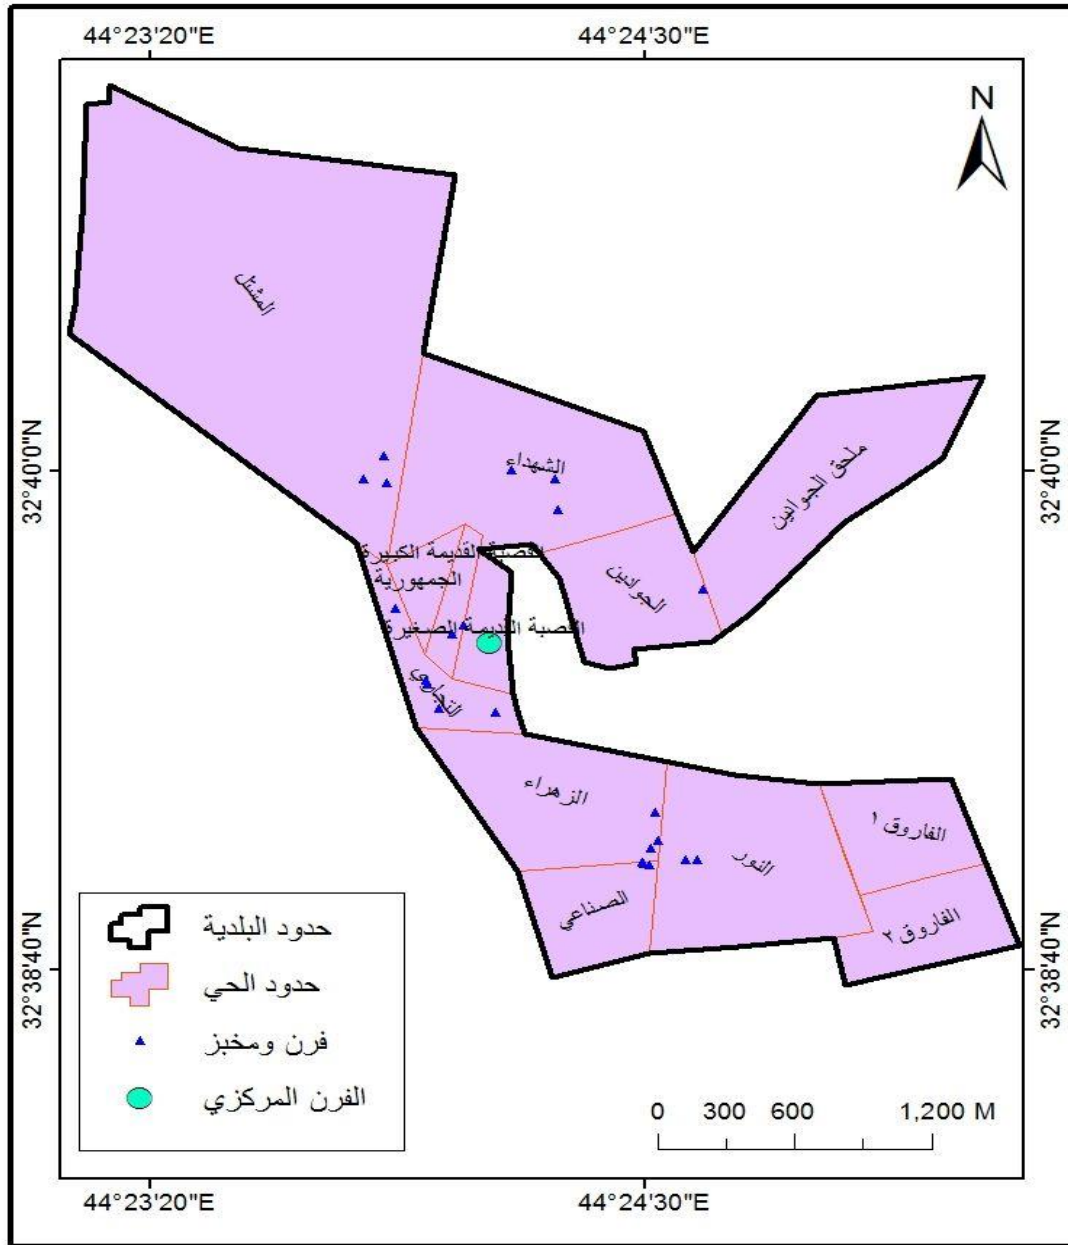 44°23'20"E 44°24'30"E
N
المشتل
32°40'0"N 32°40'0"N
الشهداء
ملحق الجوادين
القصبة القديمة الكبيرة
الجمهورية
الجوادين
القصبة القديمة الصغيرة
التجاري
الزهراء
الفاروق ١
النور
الصناعي
الفاروق ٢
32°38'40"N 32°38'40"N
حدود البلدية
حدود الحي
فرن ومخبز
الفرن المركزي
0 300 600 1,200 M
44°23'20"E 44°24'30"E